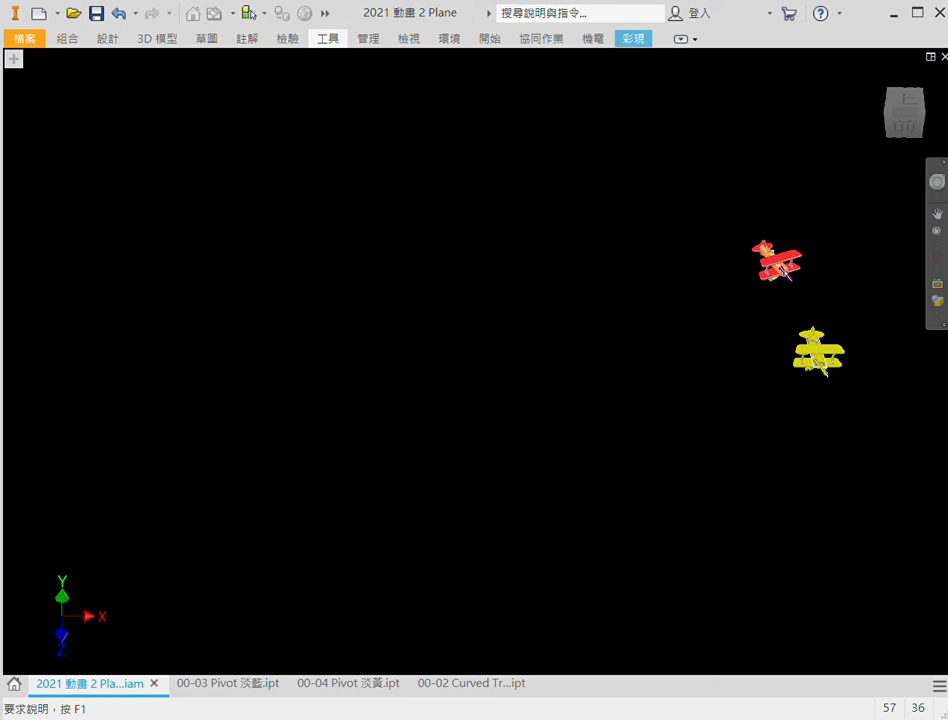 2021 動畫 2 Plane
搜尋說明與指令...
登入
檔案 組合 設計 3D 模型 草圖 註解 檢驗 工具 管理 檢視 環境 開始 協同作業 機電 彩現
上
前
Y
X
Z
2021 動畫 2 Pla...iam 00-03 Pivot 淡藍.ipt 00-04 Pivot 淡黃.ipt 00-02 Curved Tr...ipt
要求說明，按 F1 57 36